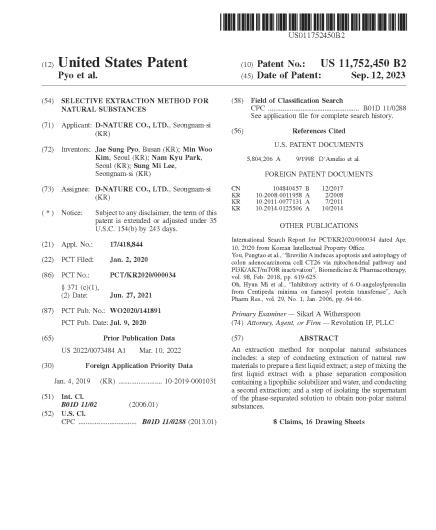 US011752450B2
(12) United States Patent
Pyo et al.
(10) Patent No.: US 11,752,450 B2
(45) Date of Patent: Sep. 12, 2023
(54) SELECTIVE EXTRACTION METHOD FOR
NATURAL SUBSTANCES
(71) Applicant: D-NATURE CO., LTD., Seongnam-si
(KR)
(72) Inventors: Jae Sung Pyo, Busan (KR); Min Woo
Kim, Seoul (KR); Nam Kyu Park,
Seoul (KR); Sung Mi Lee,
Seongnam-si (KR)
(73) Assignee: D-NATURE CO., LTD., Seongnam-si
(KR)
( * ) Notice: Subject to any disclaimer, the term of this
patent is extended or adjusted under 35
U.S.C. 154(b) by 243 days.
(21) Appl. No.: 17/418,844
(22) PCT Filed: Jan. 2, 2020
(86) PCT No.: PCT/KR2020/000034
§ 371 (c)(1),
(2) Date: Jun. 27, 2021
(87) PCT Pub. No.: WO2020/141891
PCT Pub. Date: Jul. 9, 2020
(65) Prior Publication Data
US 2022/0073484 A1 Mar. 10, 2022
(30) Foreign Application Priority Data
Jan. 4, 2019 (KR) ........................ 10-2019-0001031
(51) Int. Cl.
B01D 11/02 (2006.01)
(52) U.S. Cl.
CPC .................................. B01D 11/0288 (2013.01)
(58) Field of Classification Search
CPC .................................................. B01D 11/0288
See application file for complete search history.
(56) References Cited
U.S. PATENT DOCUMENTS
5,804,206 A 9/1998 D'Amelio et al.
FOREIGN PATENT DOCUMENTS
CN 104840457 B 12/2017
KR 10-2008-0011958 A 2/2008
KR 10-2011-0077131 A 7/2011
KR 10-2014-0125506 A 10/2014
OTHER PUBLICATIONS
International Search Report for PCT/KR2020/000034 dated Apr.
10, 2020 from Korean Intellectual Property Office.
You, Pengtao et al., "Brevilin A induces apoptosis and autophagy of
colon adenocarcinoma cell CT26 via mitochondrial pathway and
PI3K/AKT/mTOR inactivation", Biomedicine & Pharmacotherapy,
vol. 98, Feb. 2018, pp. 619-625.
Oh, Hyun Mi et al., "Inhibitory activity of 6-O-angeloylprenolin
from Centipeda minima on farnesyl protein transferase", Arch
Pharm Res, vol. 29, No. 1, Jan. 2006, pp. 64-66.
Primary Examiner — Sikarl A Witherspoon
(74) Attorney, Agent, or Firm — Revolution IP, PLLC
(57) ABSTRACT
An extraction method for nonpolar natural substances
includes: a step of conducting extraction of natural raw
materials to prepare a first liquid extract; a step of mixing the
first liquid extract with a phase separation composition
containing a lipophilic solubilizer and water, and conducting
a second extraction; and a step of isolating the supernatant
of the phase-separated solution to obtain non-polar natural
substances.
8 Claims, 16 Drawing Sheets